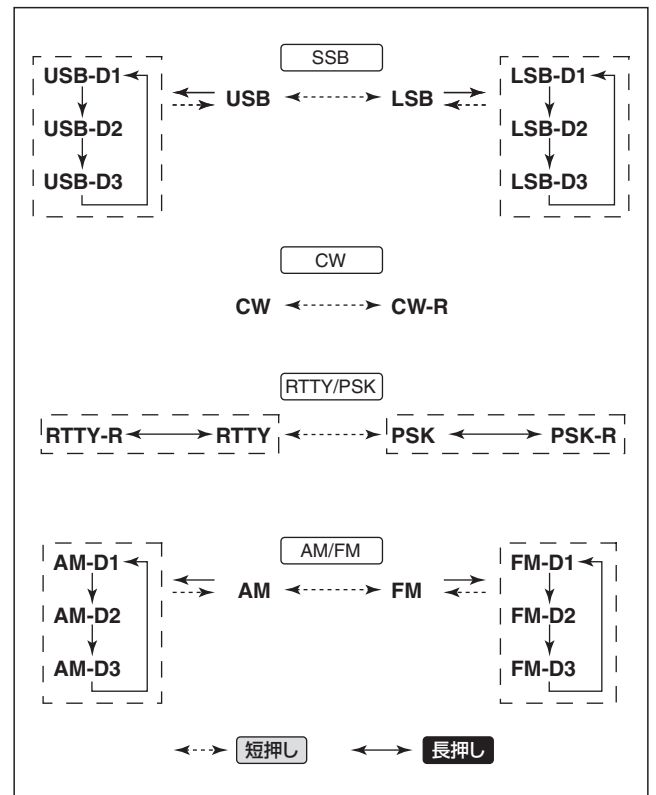 SSB
USB-D1
USB-D2
USB-D3
USB
LSB
LSB-D1
LSB-D2
LSB-D3
CW
CW
CW-R
RTTY/PSK
RTTY-R
RTTY
PSK
PSK-R
AM/FM
AM-D1
AM-D2
AM-D3
AM
FM
FM-D1
FM-D2
FM-D3
短押し
長押し